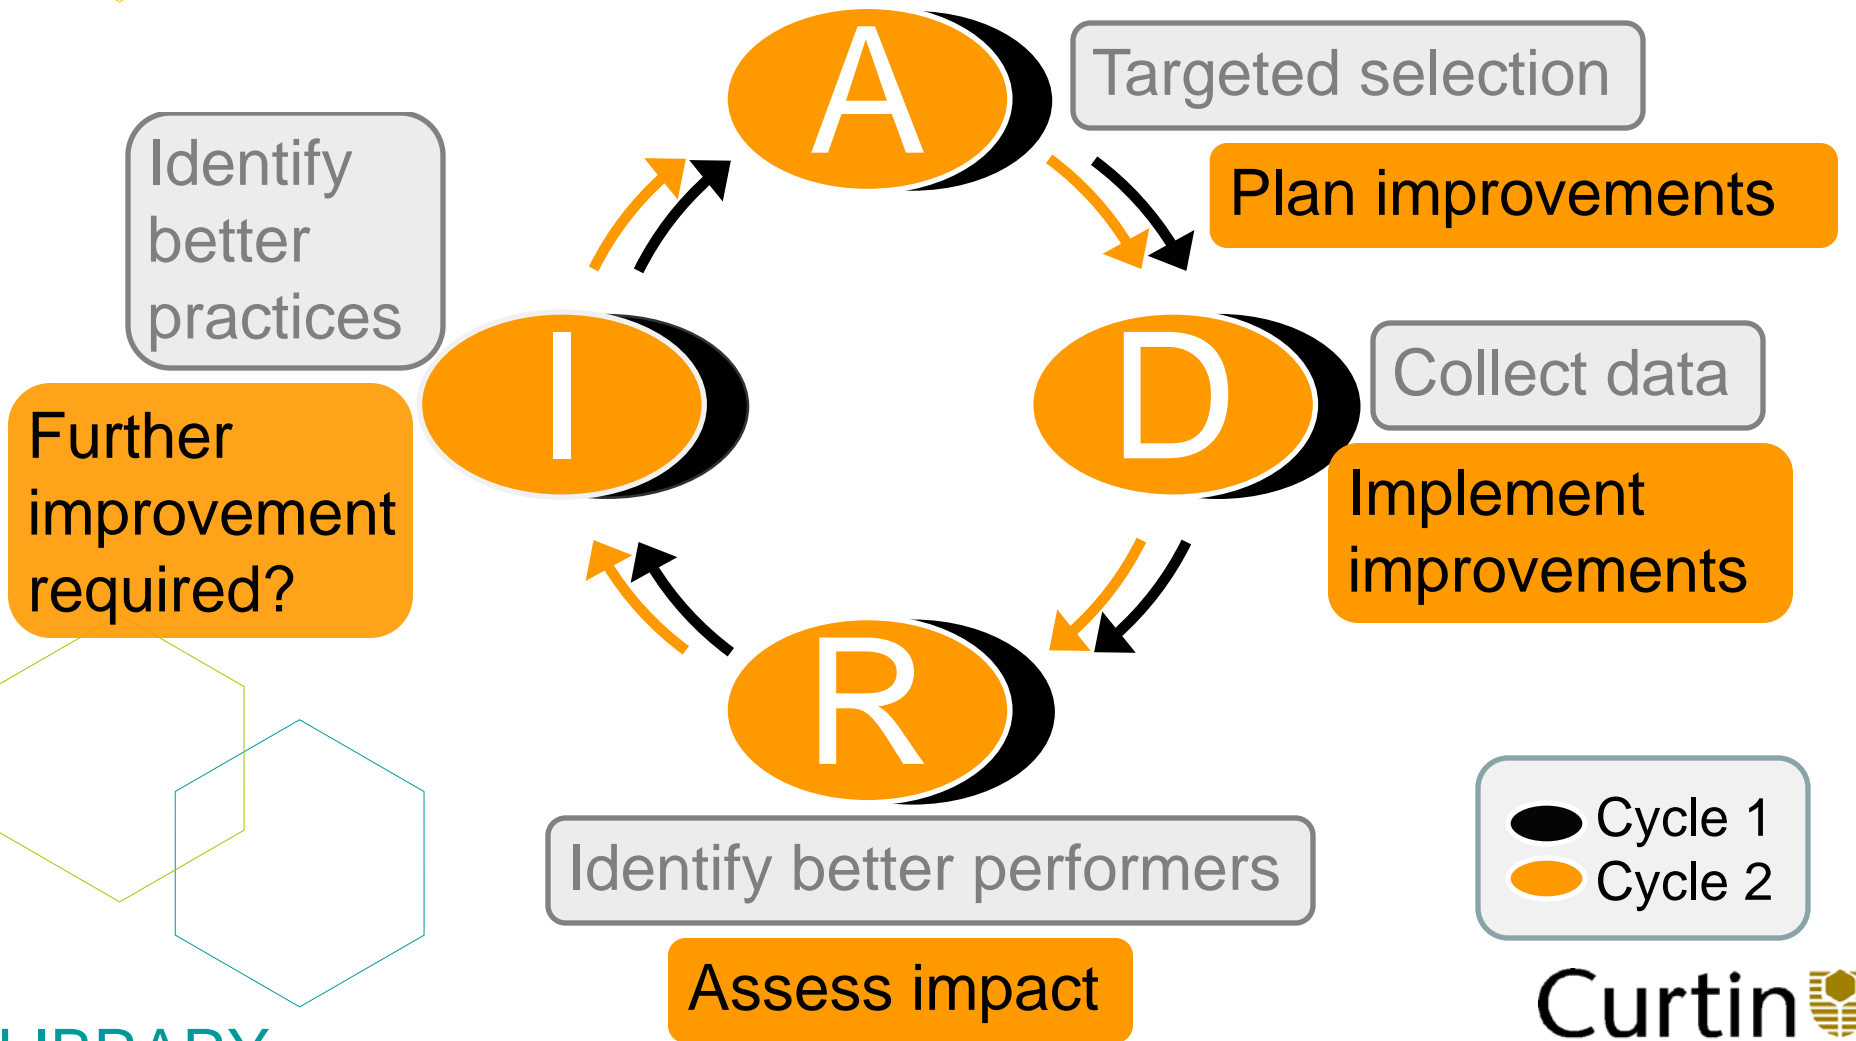 A
Targeted selection
Plan improvements
Identify
better
practices
I
Further
improvement
required?
D
Collect data
Implement
improvements
R
Identify better performers
Assess impact
Cycle 1
Cycle 2
Curtin
LIBRARY